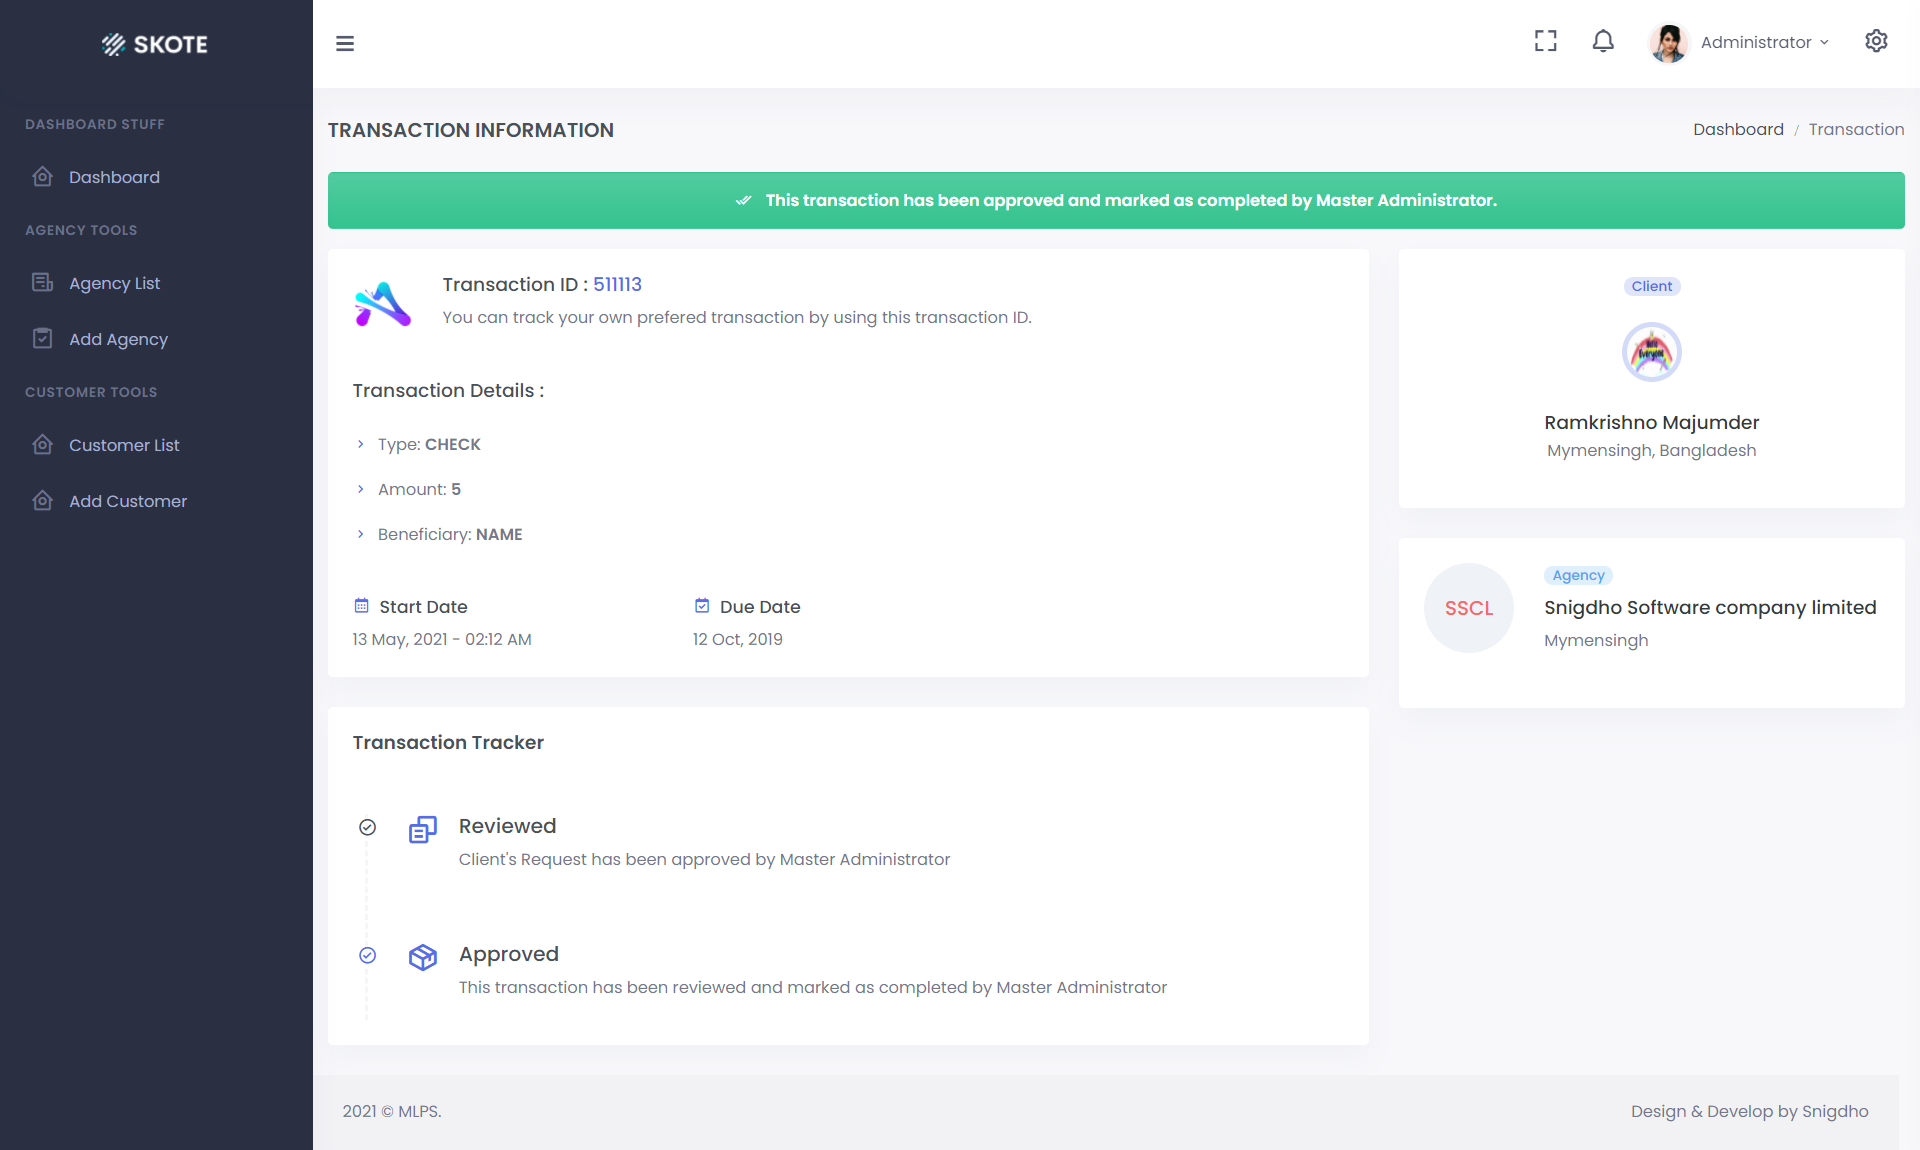 SKOTE
Administrator
DASHBOARD STUFF
Dashboard
AGENCY TOOLS
Agency List
Add Agency
CUSTOMER TOOLS
Customer List
Add Customer
TRANSACTION INFORMATION
Dashboard / Transaction
This transaction has been approved and marked as completed by Master Administrator.
Transaction ID : 511113
You can track your own prefered transaction by using this transaction ID.
Transaction Details :
Type: CHECK
Amount: 5
Beneficiary: NAME
Start Date
13 May, 2021 - 02:12 AM
Due Date
12 Oct, 2019
Client
Hello
Everyone
Ramkrishno Majumder
Mymensingh, Bangladesh
SSCL
Agency
Snigdho Software company limited
Mymensingh
Transaction Tracker
Reviewed
Client's Request has been approved by Master Administrator
Approved
This transaction has been reviewed and marked as completed by Master Administrator
2021 © MLPS.
Design & Develop by Snigdho